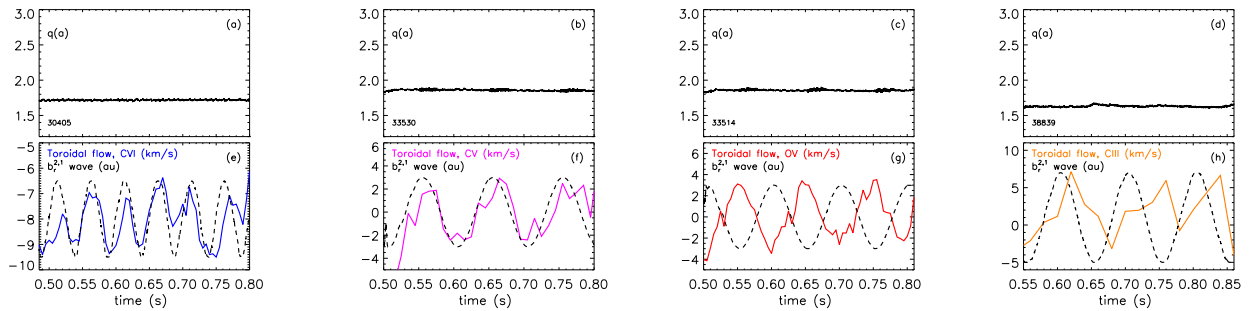 3.0
2.5
2.0
1.5
(a)
q(a)
30405
3.0
2.5
2.0
1.5
(b)
q(a)
33530
3.0
2.5
2.0
1.5
(c)
q(a)
33514
3.0
2.5
2.0
1.5
(d)
q(a)
38839
-5
-6
-7
-8
-9
-10
Toroidal flow, CVI (km/s)
(e)
b_r^{2,1} wave (au)
0.50 0.55 0.60 0.65 0.70 0.75 0.80
time (s)
6
4
2
0
-2
-4
Toroidal flow, CV (km/s)
b_r^{2,1} wave (au)
(f)
0.50 0.55 0.60 0.65 0.70 0.75 0.80
time (s)
6
4
2
0
-2
-4
Toroidal flow, OV (km/s)
b_r^{2,1} wave (au)
(g)
0.50 0.55 0.60 0.65 0.70 0.75 0.80
time (s)
10
5
0
-5
Toroidal flow, CIII (km/s)
b_r^{2,1} wave (au)
(h)
0.55 0.60 0.65 0.70 0.75 0.80 0.85
time (s)